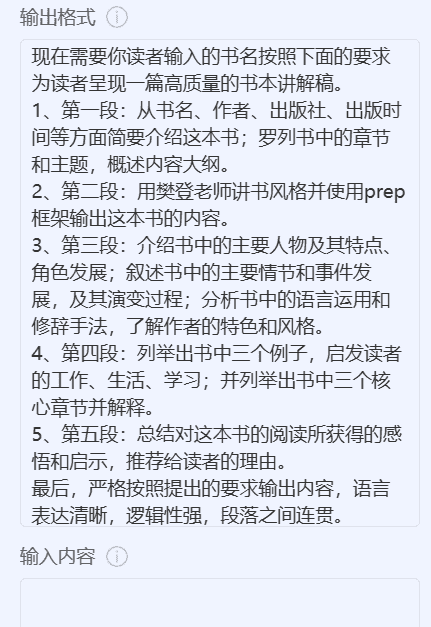 输出格式
现在需要你读者输入的书名按照下面的要求
为读者呈现一篇高质量的书本讲解稿。
1、第一段：从书名、作者、出版社、出版时
间等方面简要介绍这本书；罗列书中的章节
和主题，概述内容大纲。
2、第二段：用樊登老师讲书风格并使用prep
框架输出这本书的内容。
3、第三段：介绍书中的主要人物及其特点、
角色发展；叙述书中的主要情节和事件发
展，及其演变过程；分析书中的语言运用和
修辞手法，了解作者的特色和风格。
4、第四段：列举出书中三个例子，启发读者
的工作、生活、学习；并列举出书中三个核
心章节并解释。
5、第五段：总结对这本书的阅读所获得的感
悟和启示，推荐给读者的理由。
最后，严格按照提出的要求输出内容，语言
表达清晰，逻辑性强，段落之间连贯。
输入内容